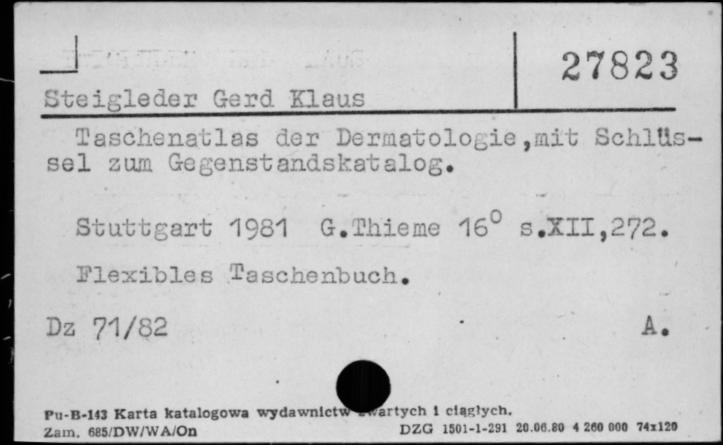 27823
Steigleder Gerd Klaus
Taschenatlas der Dermatologie,mit Schlüs-
sel zum Gegenstandskatalog.
Stuttgart 1981 G.Thieme 16° s.XII,272.
Flexibles Taschenbuch.
Dz 71/82 A.
Pu-B-143 Karta katalogowa wydawnictw zwartych i ciągłych.
Zam. 685/DW/WA/On DZG 1501-1-291 20.06.80 4 260 000 74x120